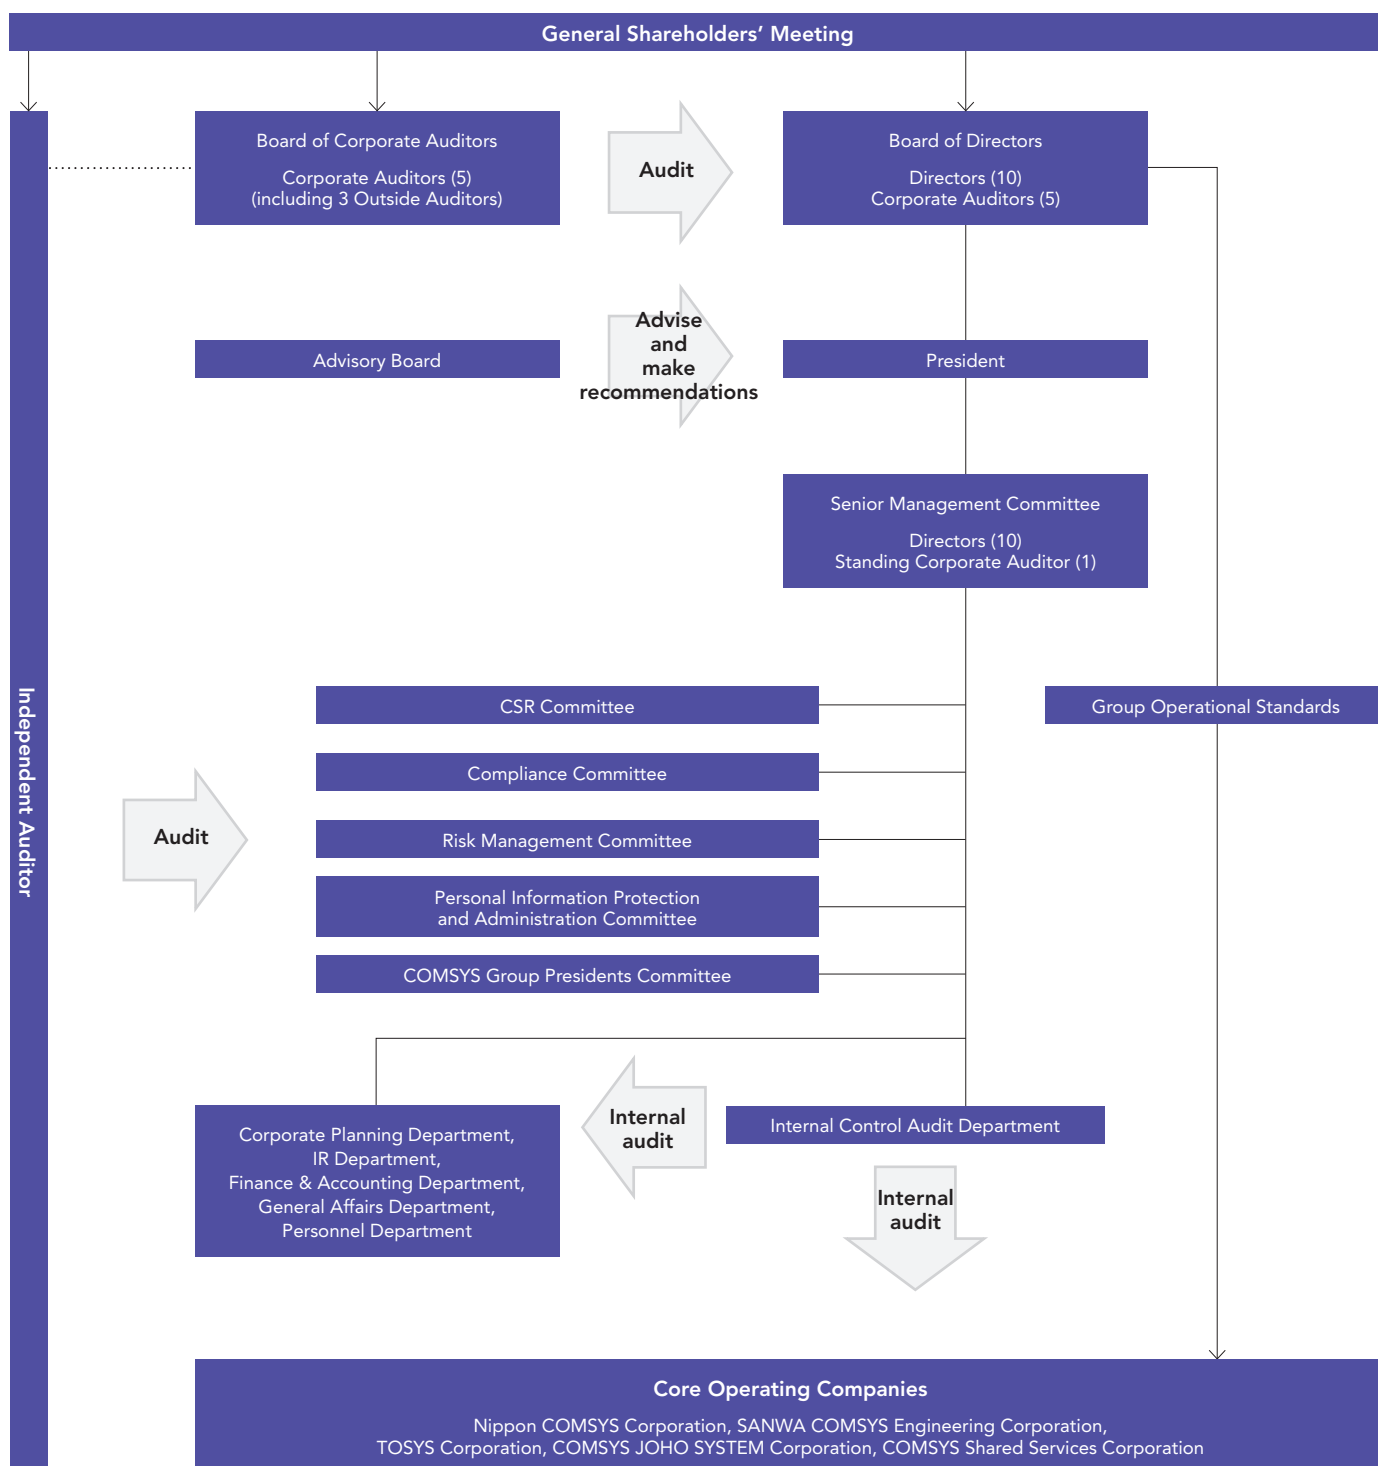 General Shareholders' Meeting
Board of Corporate Auditors
Corporate Auditors (5)
(including 3 Outside Auditors)
Audit
Board of Directors
Directors (10)
Corporate Auditors (5)
Advisory Board
Advise
and
make
recommendations
President
Senior Management Committee
Directors (10)
Standing Corporate Auditor (1)
Independent Auditor
Audit
CSR Committee
Group Operational Standards
Compliance Committee
Risk Management Committee
Personal Information Protection
and Administration Committee
COMSYS Group Presidents Committee
Corporate Planning Department,
IR Department,
Finance & Accounting Department,
General Affairs Department,
Personnel Department
Internal
audit
Internal Control Audit Department
Internal
audit
Core Operating Companies
Nippon COMSYS Corporation, SANWA COMSYS Engineering Corporation,
TOSYS Corporation, COMSYS JOHO SYSTEM Corporation, COMSYS Shared Services Corporation